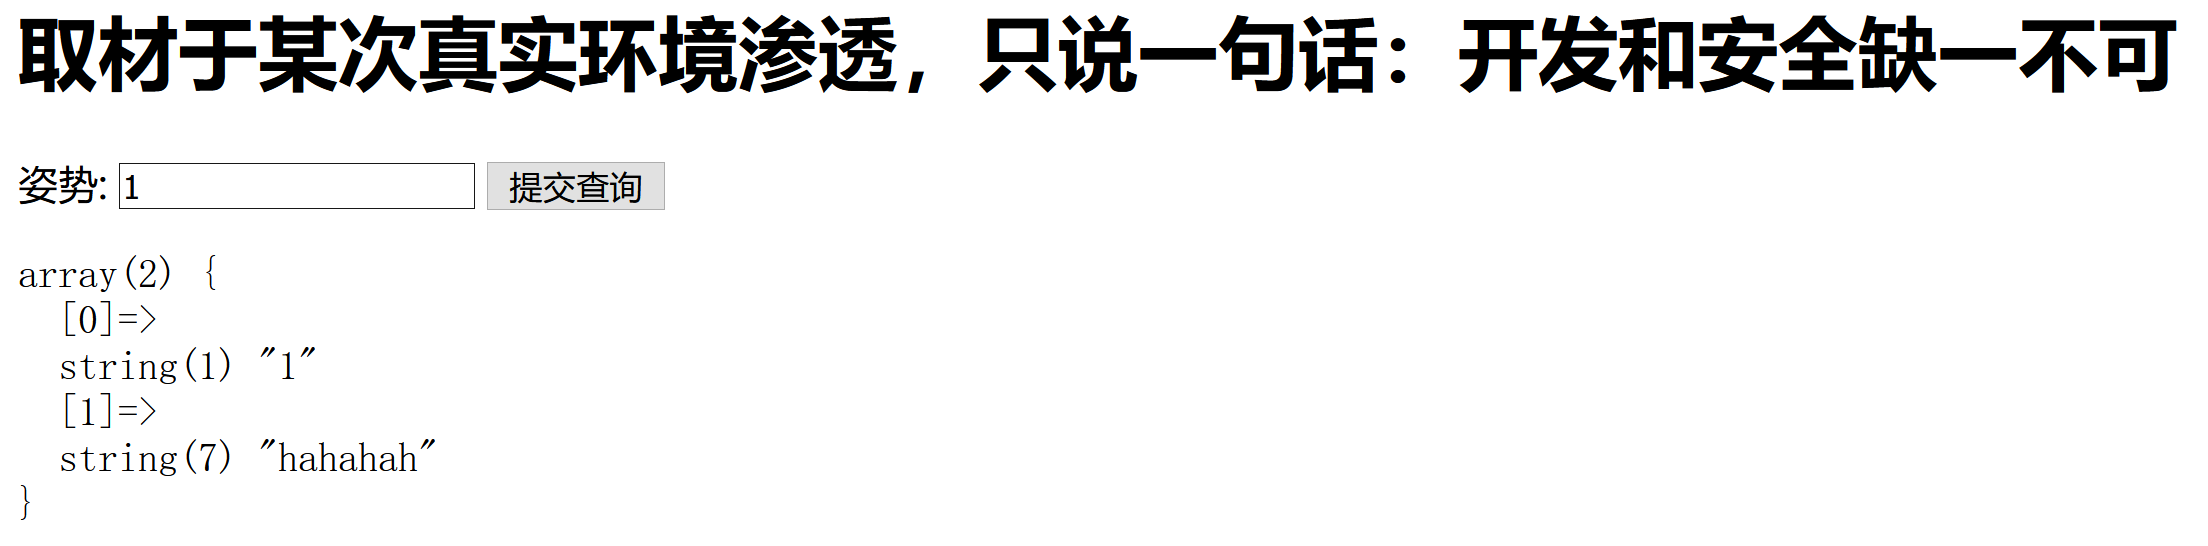 取材于某次真实环境渗透，只说一句话：开发和安全缺一不可
姿势: 1 提交查询
array(2) {
  [0]=>
  string(1) "1"
  [1]=>
  string(7) "hahahah"
}